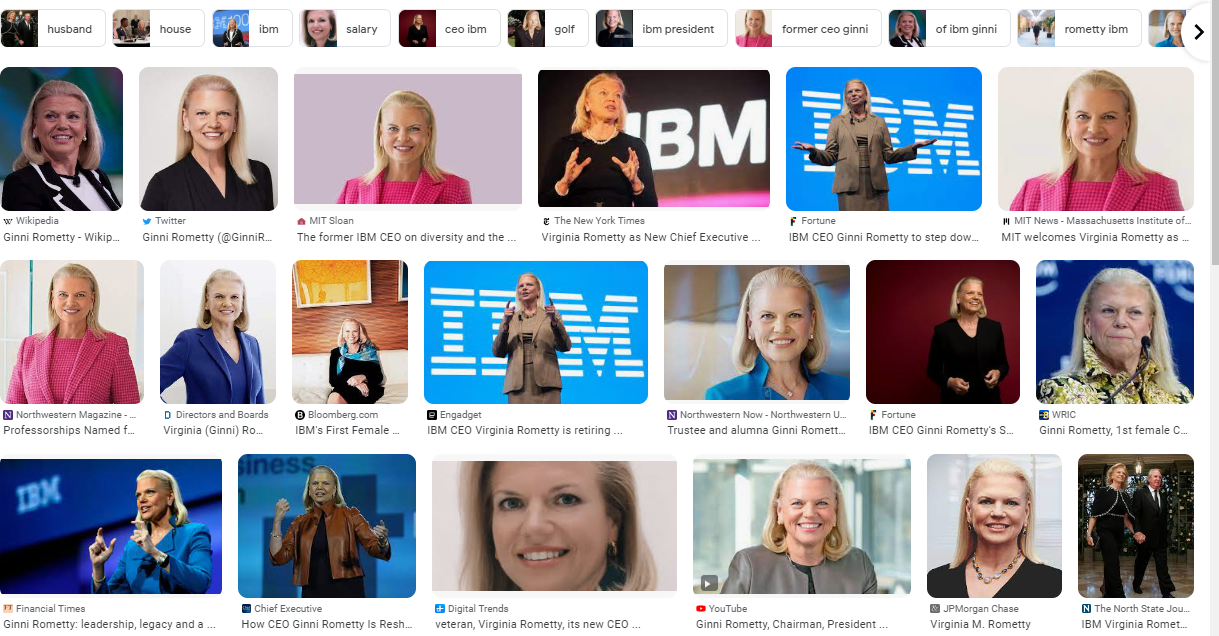 husband
house
ibm
salary
ceo ibm
golf
ibm president
former ceo ginni
of ibm ginni
rometty ibm
IBM
IBM
Wikipedia
Twitter
MIT Sloan
The New York Times
Fortune
MIT News - Massachusetts Institute of...
Ginni Rometty - Wikip...
Ginni Rometty (@GinniR...
The former IBM CEO on diversity and the ...
Virginia Rometty as New Chief Executive ...
IBM CEO Ginni Rometty to step dow...
MIT welcomes Virginia Rometty as ...
IBM
Northwestern Magazine - ...
Directors and Boards
Bloomberg.com
Engadget
Northwestern Now - Northwestern U...
Fortune
WRIC
Professorships Named f...
Virginia (Ginni) Ro...
IBM's First Female ...
IBM CEO Virginia Rometty is retiring ...
Trustee and alumna Ginni Romett...
IBM CEO Ginni Rometty's S...
Ginni Rometty, 1st female C...
IBM
siness
Financial Times
Chief Executive
Digital Trends
YouTube
JPMorgan Chase
The North State Jou...
Ginni Rometty: leadership, legacy and a ...
How CEO Ginni Rometty Is Resh...
veteran, Virginia Rometty, its new CEO ...
Ginni Rometty, Chairman, President ...
Virginia M. Rometty
IBM Virginia Romet...